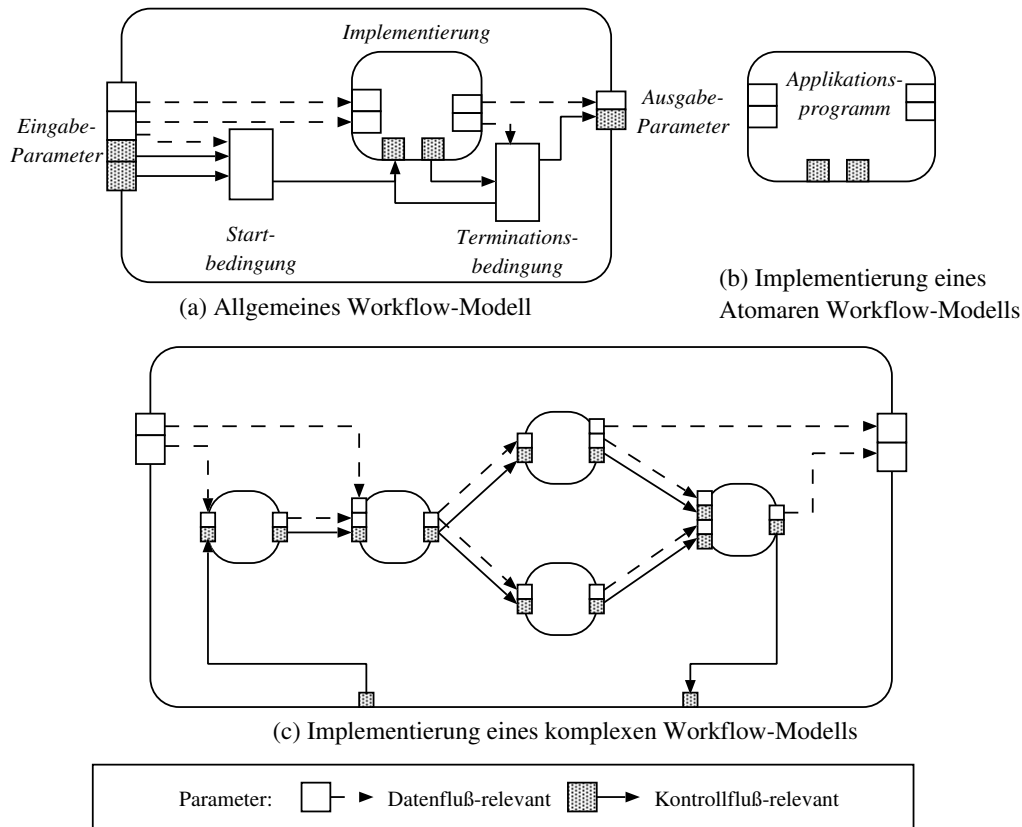 Implementierung
Eingabe-
Parameter
Ausgabe-
Parameter
Start-
bedingung
Terminations-
bedingung
(a) Allgemeines Workflow-Modell
Applikations-
programm
(b) Implementierung eines
Atomaren Workflow-Modells
(c) Implementierung eines komplexen Workflow-Modells
Parameter: Datenfluß-relevant Kontrollfluß-relevant